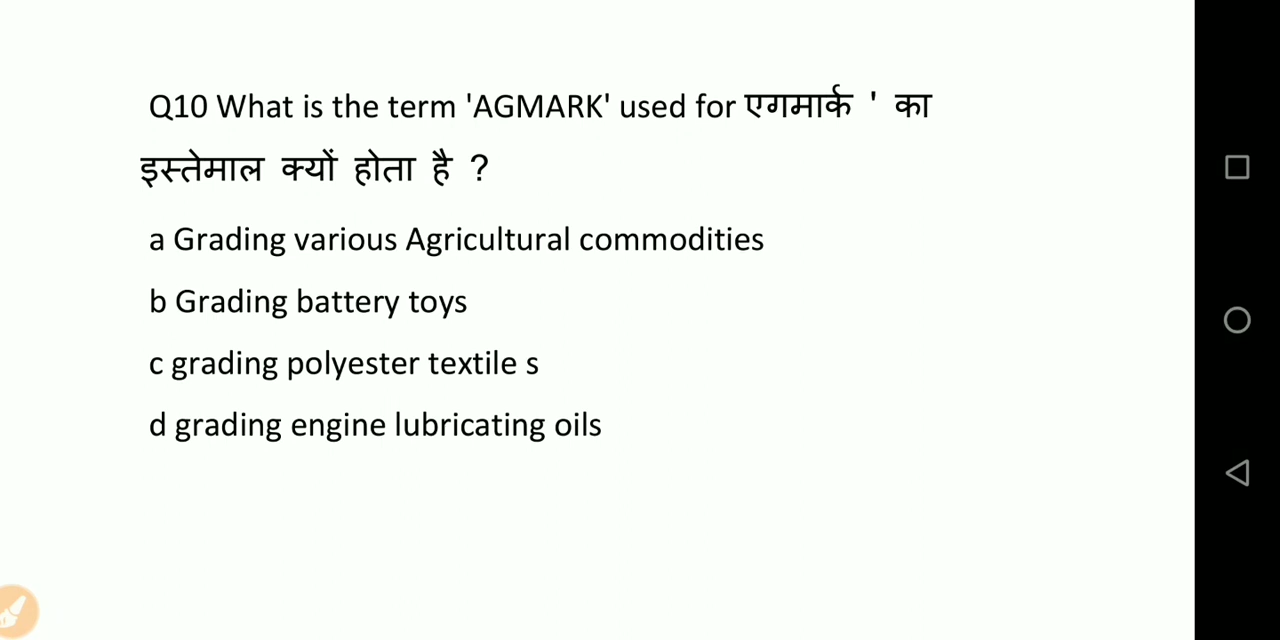 Q10 What is the term 'AGMARK' used for एगमार्क ' का
इस्तेमाल क्यों होता है ?
a Grading various Agricultural commodities
b Grading battery toys
c grading polyester textile s
d grading engine lubricating oils